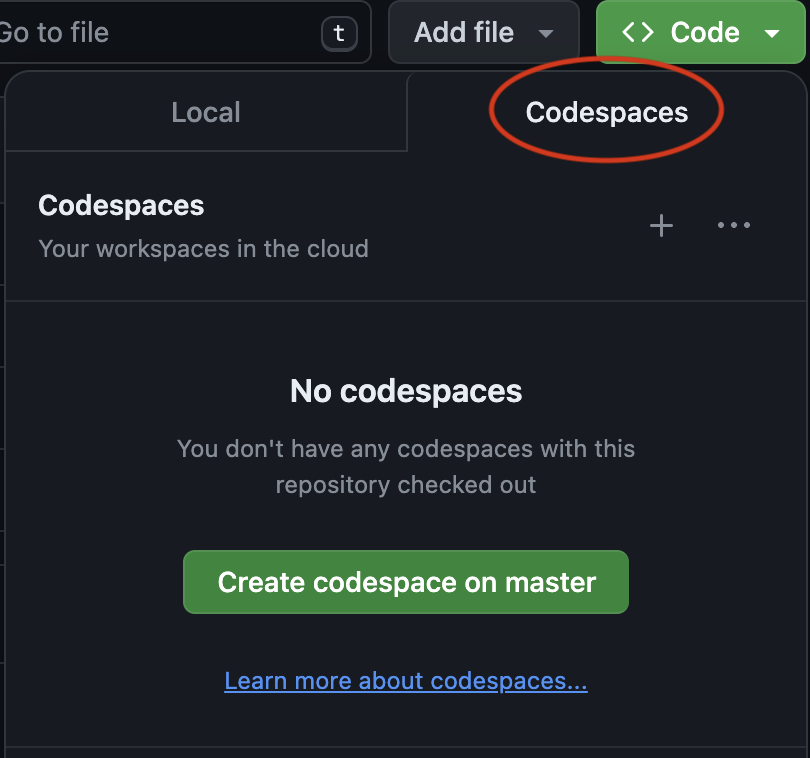 Go to file
t
Add file
Code
Local
Codespaces
Codespaces
Your workspaces in the cloud
No codespaces
You don't have any codespaces with this
repository checked out
Create codespace on master
Learn more about codespaces...